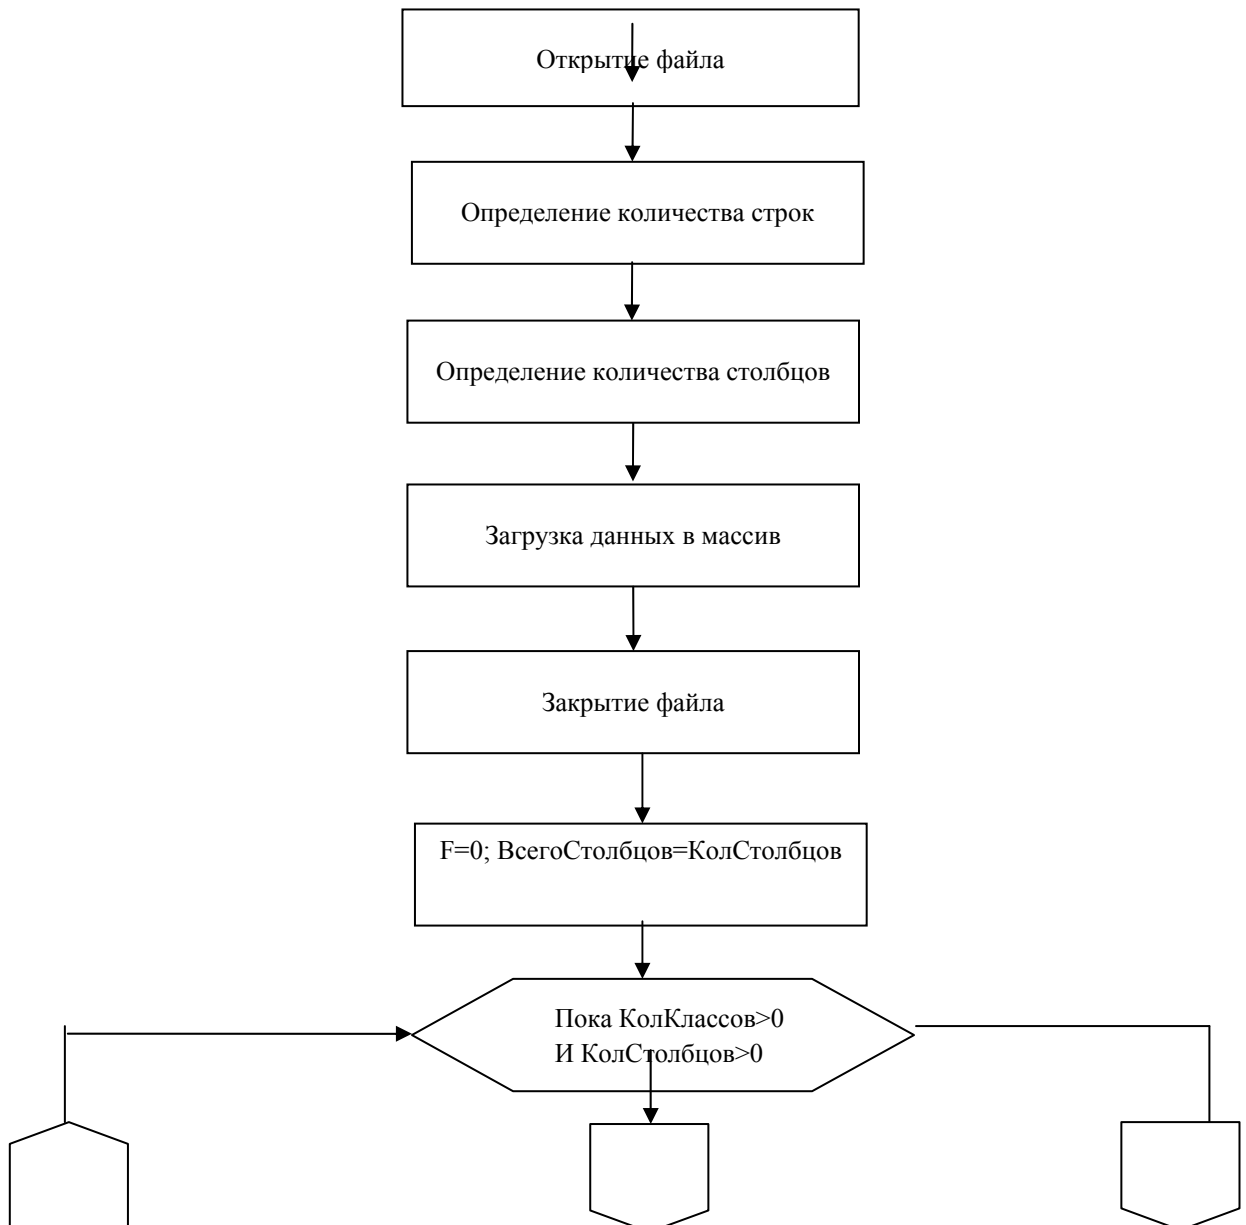 Открытие файла
Определение количества строк
Определение количества столбцов
Загрузка данных в массив
Закрытие файла
F=0; ВсегоСтолбцов=КолСтолбцов
Пока КолКлассов>0
И КолСтолбцов>0